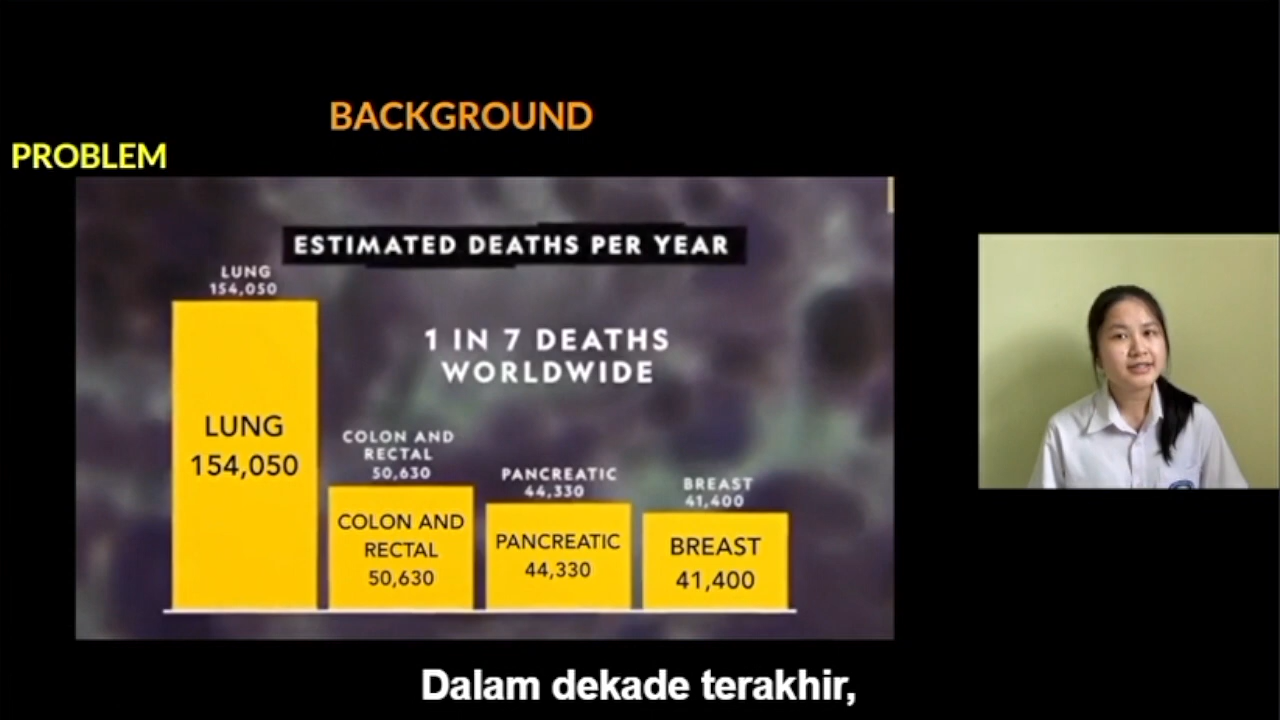 BACKGROUND
PROBLEM
ESTIMATED DEATHS PER YEAR
1 IN 7 DEATHS
WORLDWIDE
LUNG
154,050
LUNG
154,050
COLON AND
RECTAL
50,630
COLON AND
RECTAL
50,630
PANCREATIC
44,330
PANCREATIC
44,330
BREAST
41,400
BREAST
41,400
Dalam dekade terakhir,